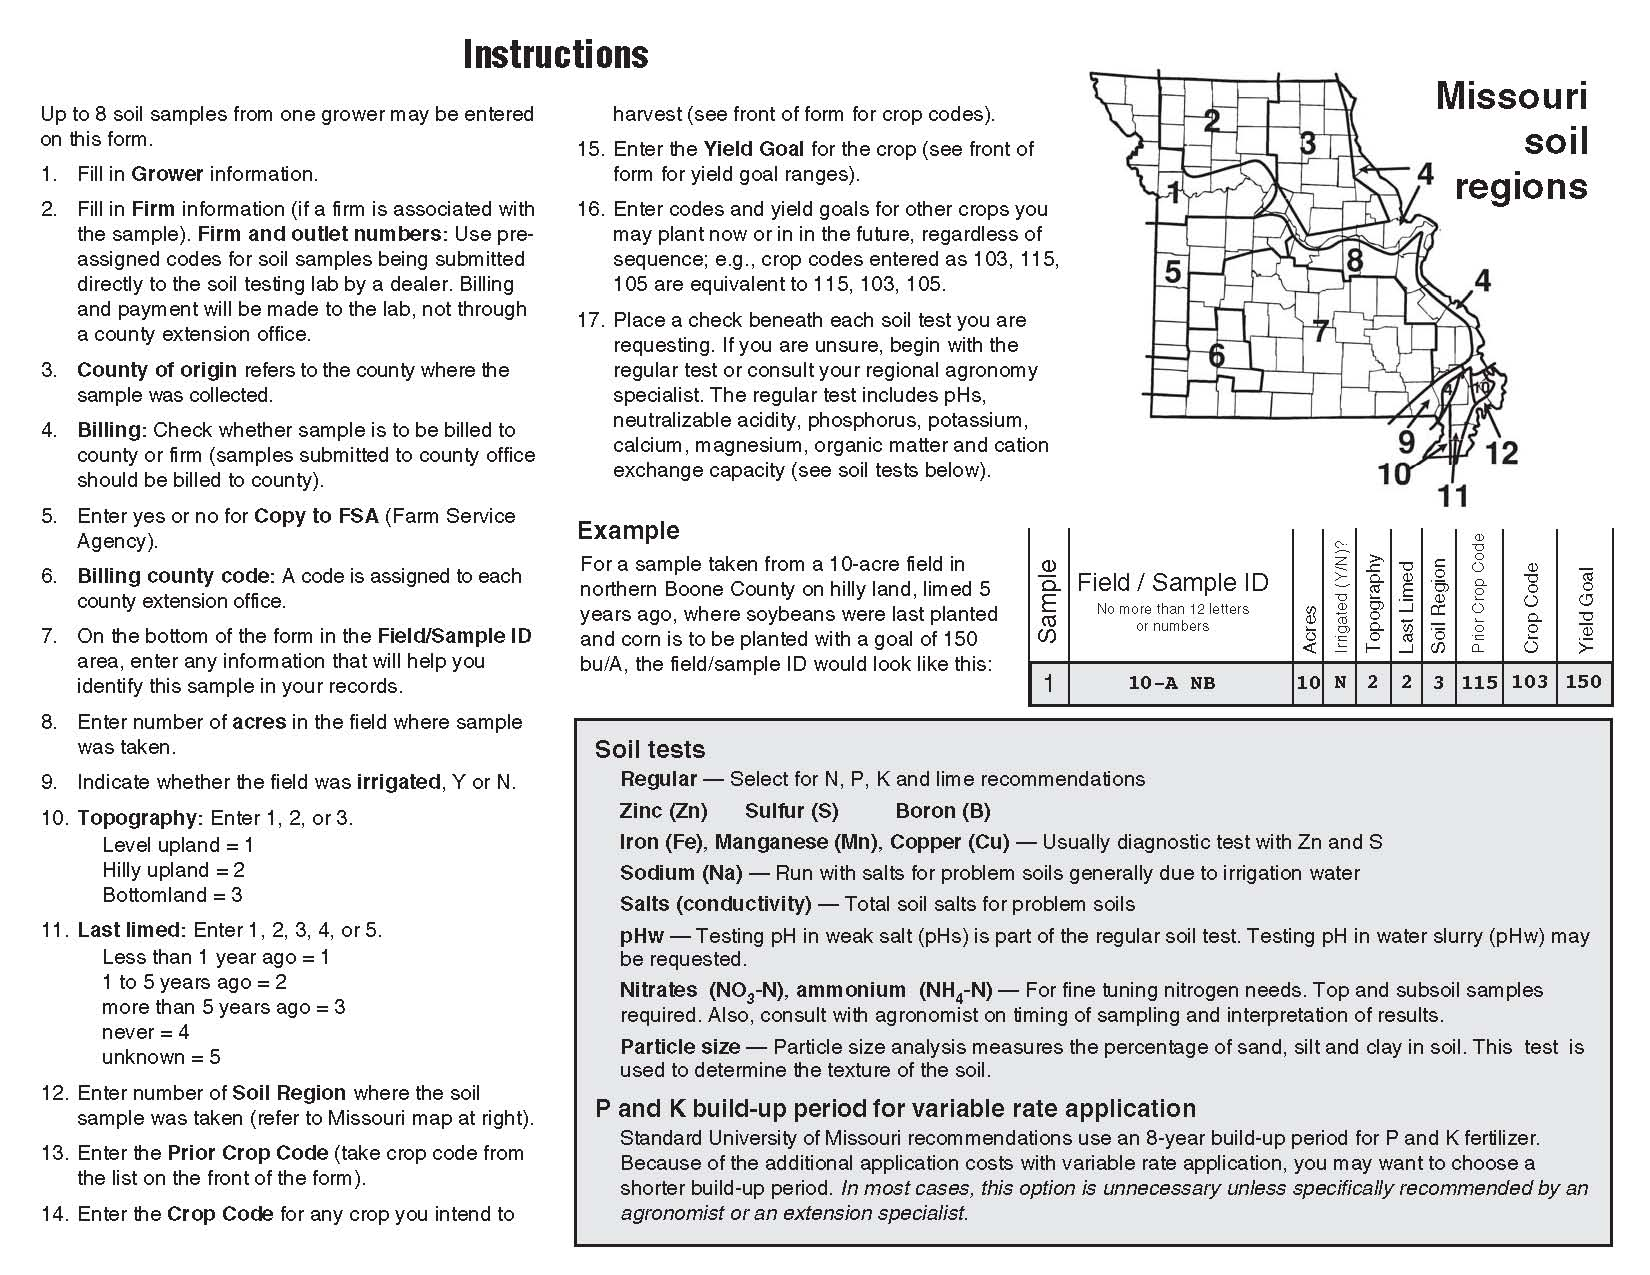 Instructions
Up to 8 soil samples from one grower may be entered
on this form.
1. Fill in Grower information.
2. Fill in Firm information (if a firm is associated with
the sample). Firm and outlet numbers: Use pre-
assigned codes for soil samples being submitted
directly to the soil testing lab by a dealer. Billing
and payment will be made to the lab, not through
a county extension office.
3. County of origin refers to the county where the
sample was collected.
4. Billing: Check whether sample is to be billed to
county or firm (samples submitted to county office
should be billed to county).
5. Enter yes or no for Copy to FSA (Farm Service
Agency).
6. Billing county code: A code is assigned to each
county extension office.
7. On the bottom of the form in the Field/Sample ID
area, enter any information that will help you
identify this sample in your records.
8. Enter number of acres in the field where sample
was taken.
9. Indicate whether the field was irrigated, Y or N.
10. Topography: Enter 1, 2, or 3.
Level upland = 1
Hilly upland = 2
Bottomland = 3
11. Last limed: Enter 1, 2, 3, 4, or 5.
Less than 1 year ago = 1
1 to 5 years ago = 2
more than 5 years ago = 3
never = 4
unknown = 5
12. Enter number of Soil Region where the soil
sample was taken (refer to Missouri map at right).
13. Enter the Prior Crop Code (take crop code from
the list on the front of the form).
14. Enter the Crop Code for any crop you intend to
harvest (see front of form for crop codes).
15. Enter the Yield Goal for the crop (see front of
form for yield goal ranges).
16. Enter codes and yield goals for other crops you
may plant now or in in the future, regardless of
sequence; e.g., crop codes entered as 103, 115,
105 are equivalent to 115, 103, 105.
17. Place a check beneath each soil test you are
requesting. If you are unsure, begin with the
regular test or consult your regional agronomy
specialist. The regular test includes pHs,
neutralizable acidity, phosphorus, potassium,
calcium, magnesium, organic matter and cation
exchange capacity (see soil tests below).
Missouri
soil
regions
2
3
4
1
8
5
4
7
6
4
10
9
12
10
11
Example
For a sample taken from a 10-acre field in
northern Boone County on hilly land, limed 5
years ago, where soybeans were last planted
and corn is to be planted with a goal of 150
bu/A, the field/sample ID would look like this:
Sample
Field / Sample ID
No more than 12 letters
or numbers
Acres
Irrigated (Y/N)?
Topography
Last Limed
Soil Region
Prior Crop Code
Crop Code
Yield Goal
1 10-A NB 10 N 2 2 3 115 103 150
Soil tests
Regular — Select for N, P, K and lime recommendations
Zinc (Zn) Sulfur (S) Boron (B)
Iron (Fe), Manganese (Mn), Copper (Cu) — Usually diagnostic test with Zn and S
Sodium (Na) — Run with salts for problem soils generally due to irrigation water
Salts (conductivity) — Total soil salts for problem soils
pHw — Testing pH in weak salt (pHs) is part of the regular soil test. Testing pH in water slurry (pHw) may
be requested.
Nitrates (NO3-N), ammonium (NH4-N) — For fine tuning nitrogen needs. Top and subsoil samples
required. Also, consult with agronomist on timing of sampling and interpretation of results.
Particle size — Particle size analysis measures the percentage of sand, silt and clay in soil. This test is
used to determine the texture of the soil.
P and K build-up period for variable rate application
Standard University of Missouri recommendations use an 8-year build-up period for P and K fertilizer.
Because of the additional application costs with variable rate application, you may want to choose a
shorter build-up period. In most cases, this option is unnecessary unless specifically recommended by an
agronomist or an extension specialist.